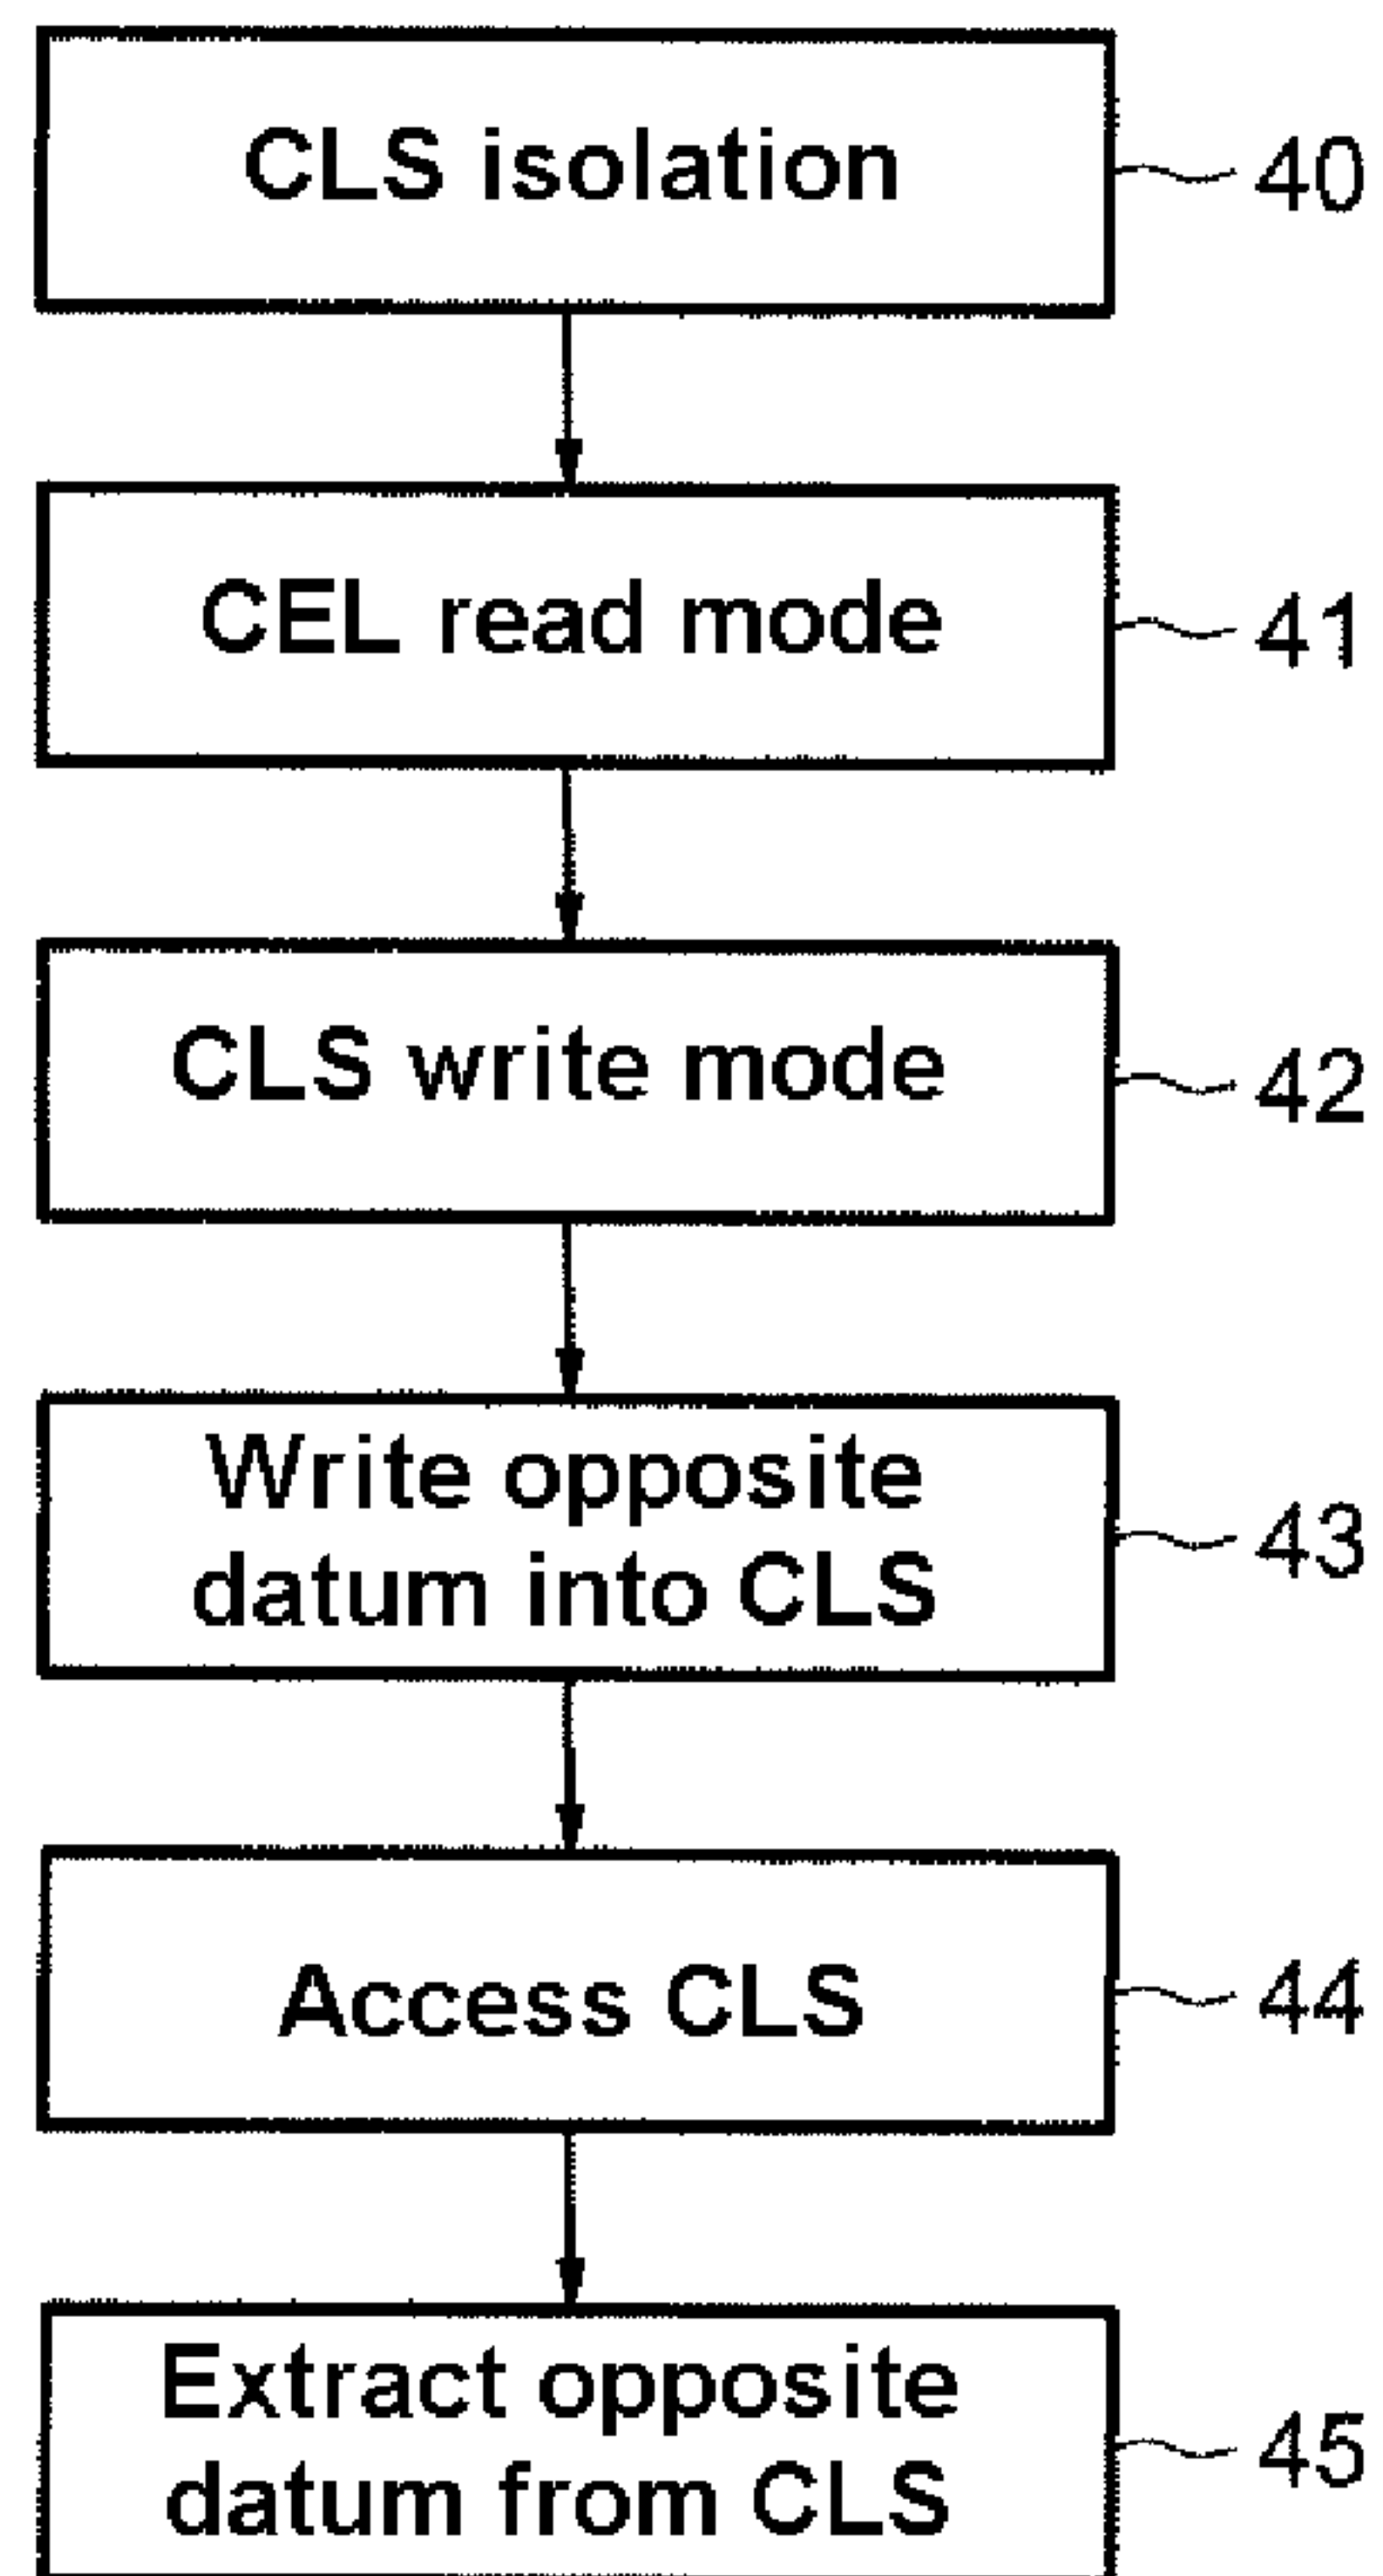 CLS isolation
40
CEL read mode
41
CLS write mode
42
Write opposite
datum into CLS
43
Access CLS
44
Extract opposite
datum from CLS
45